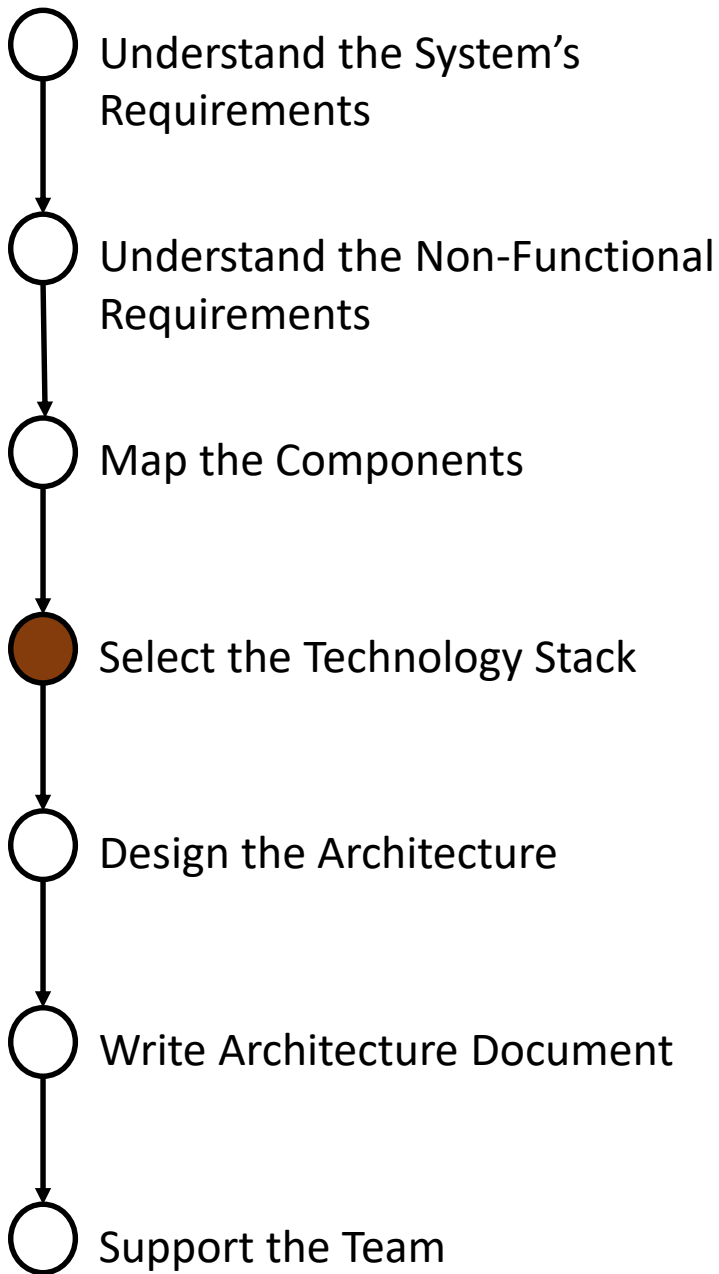 Understand the System’s
Requirements
Understand the Non-Functional
Requirements
Map the Components
Select the Technology Stack
Design the Architecture
Write Architecture Document
Support the Team